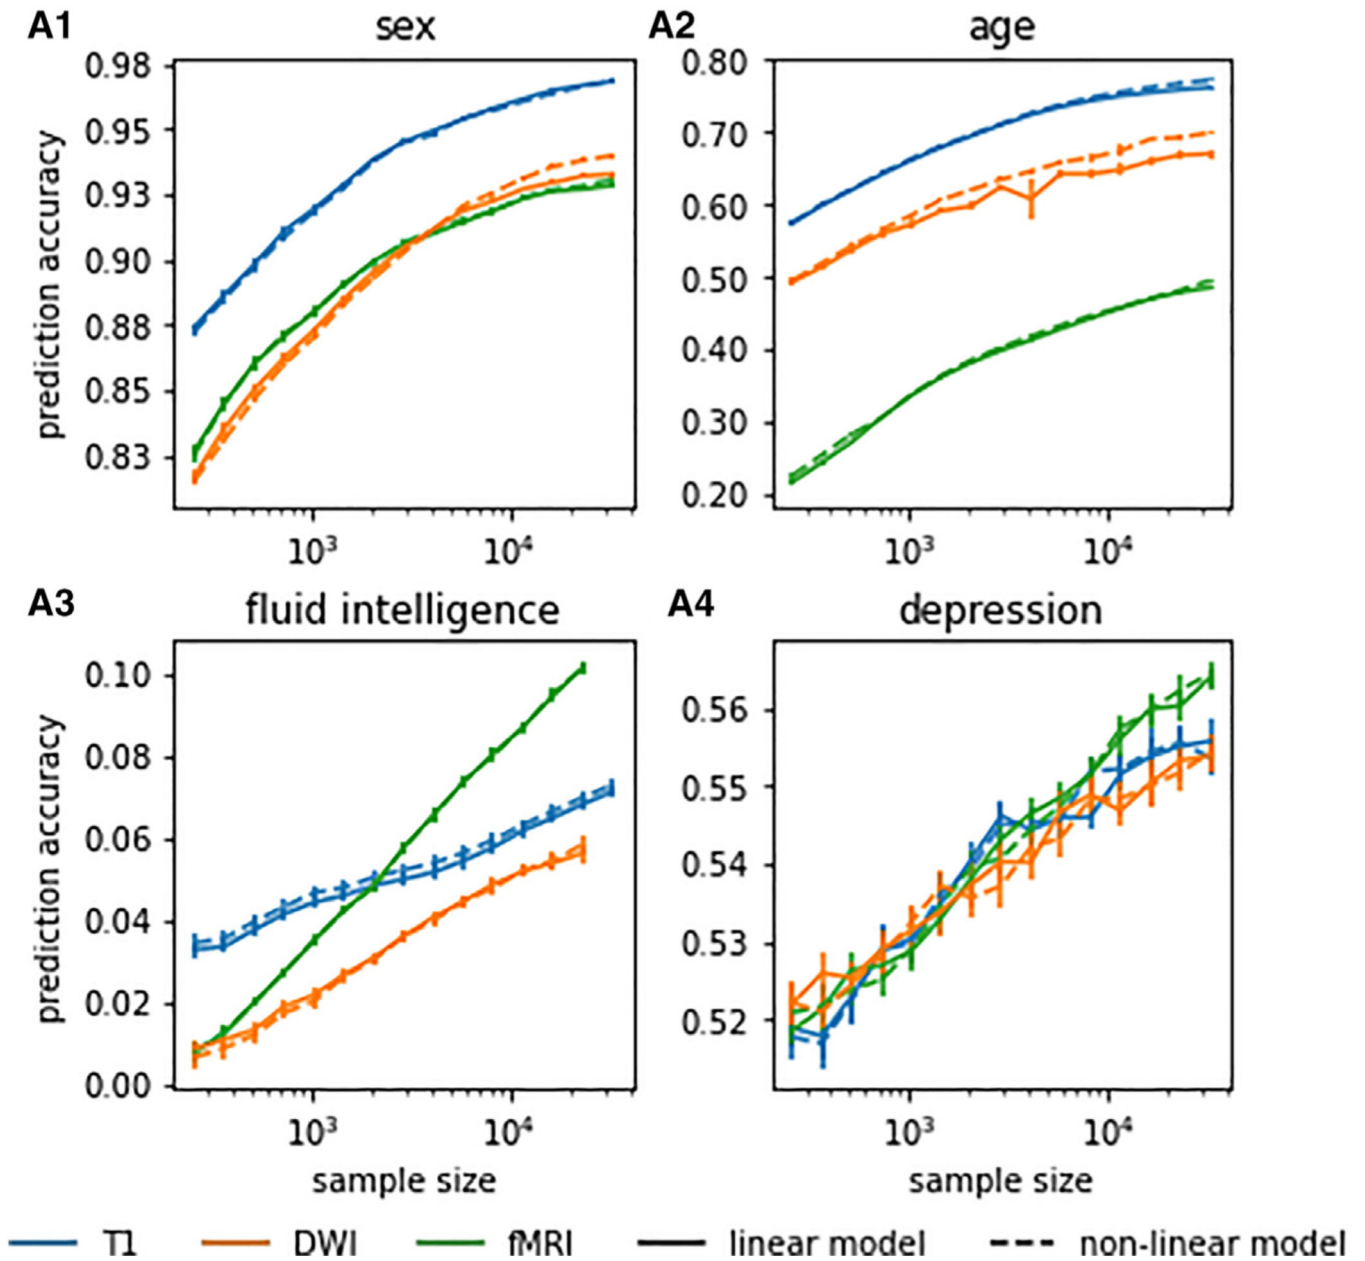 A1
sex
0.98
0.95
0.93
0.90
0.88
0.85
0.83
prediction accuracy
10³
10⁴
A2
age
0.80
0.70
0.60
0.50
0.40
0.30
0.20
10³
10⁴
A3
fluid intelligence
0.10
0.08
0.06
0.04
0.02
0.00
prediction accuracy
10³
10⁴
sample size
A4
depression
0.56
0.55
0.54
0.53
0.52
10³
10⁴
sample size
T1 DWI fMRI linear model non-linear model